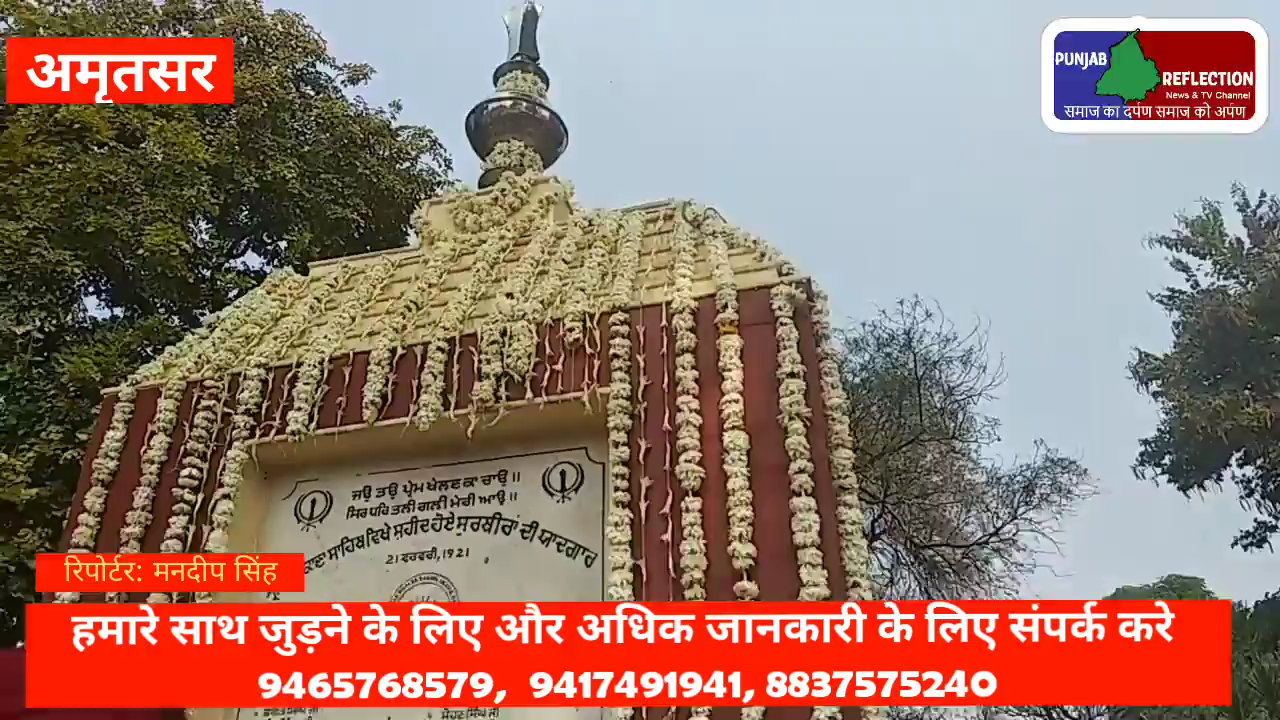 अमृतसर
PUNJAB
REFLECTION
News & TV Channel
समाज का दर्पण समाज को अर्पण
ਜਉ ਤਉ ਪ੍ਰੇਮ ਖੇਲਣ ਕਾ ਚਾਉ ॥
ਸਿਰ ਧਰਿ ਤਲੀ ਗਲੀ ਮੇਰੀ ਆਉ ॥
ਸਾਹਿਬ ਵਿਖੇ ਸ਼ਹੀਦ ਹੋਏ ਸੂਰਬੀਰਾਂ ਦੀ ਯਾਦਗਾਰ
21 ਫਰਵਰੀ, 1921
रिपोर्टर: मनदीप सिंह
हमारे साथ जुड़ने के लिए और अधिक जानकारी के लिए संपर्क करे
9465768579, 9417491941, 8837575240